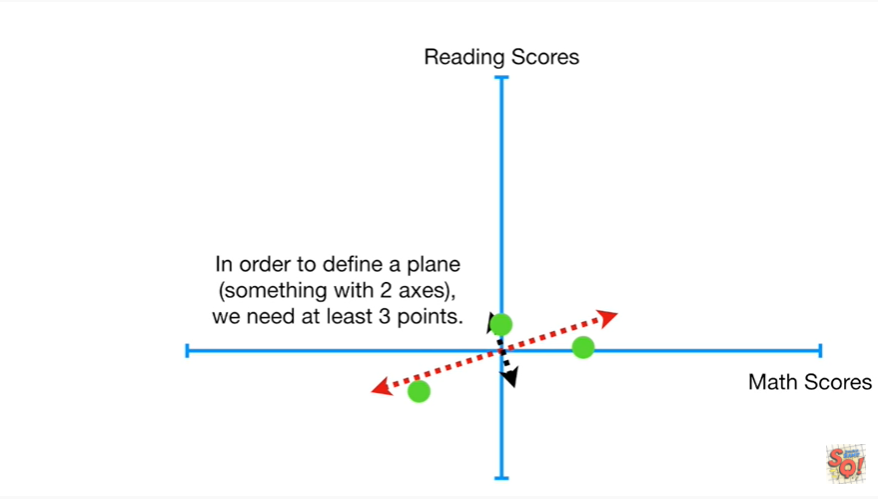 Reading Scores
In order to define a plane
(something with 2 axes),
we need at least 3 points.
Math Scores
SQ!